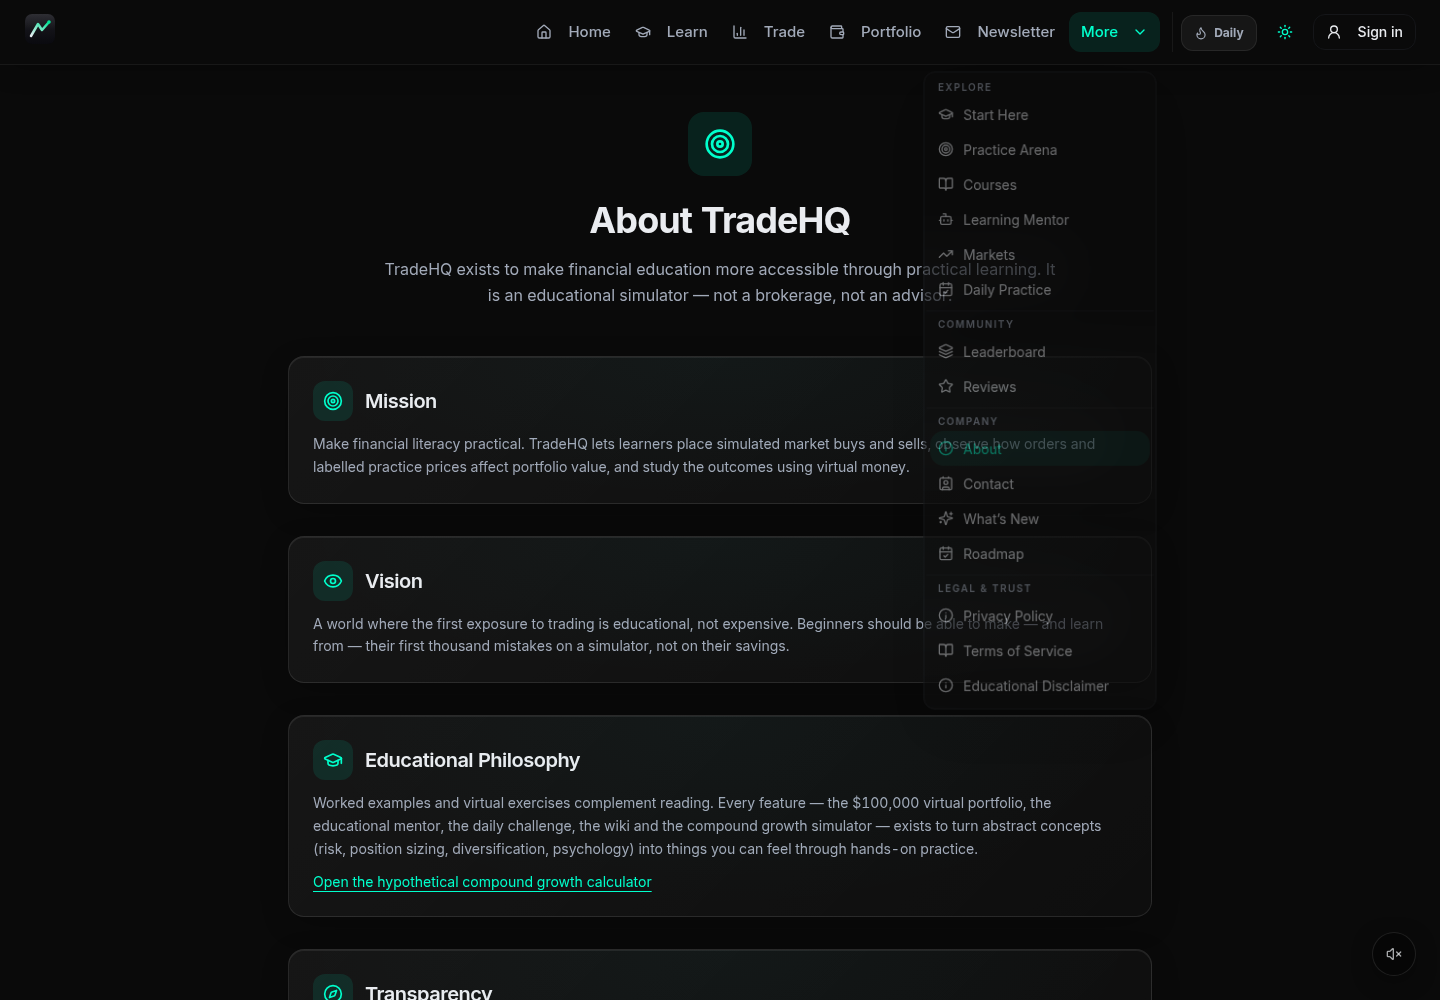 Home
Learn
Trade
Portfolio
Newsletter
More
Daily
Sign in
EXPLORE
Start Here
Practice Arena
Courses
Learning Mentor
Markets
Daily Practice
COMMUNITY
Leaderboard
Reviews
COMPANY
About
Contact
What's New
Roadmap
LEGAL & TRUST
Privacy Policy
Terms of Service
Educational Disclaimer
About TradeHQ
TradeHQ exists to make financial education more accessible through practical learning. It
is an educational simulator — not a brokerage, not an advisor.
Mission
Make financial literacy practical. TradeHQ lets learners place simulated market buys and sells, observe how orders and
labelled practice prices affect portfolio value, and study the outcomes using virtual money.
Vision
A world where the first exposure to trading is educational, not expensive. Beginners should be able to make — and learn
from — their first thousand mistakes on a simulator, not on their savings.
Educational Philosophy
Worked examples and virtual exercises complement reading. Every feature — the $100,000 virtual portfolio, the
educational mentor, the daily challenge, the wiki and the compound growth simulator — exists to turn abstract concepts
(risk, position sizing, diversification, psychology) into things you can feel through hands-on practice.
Open the hypothetical compound growth calculator
Transparency